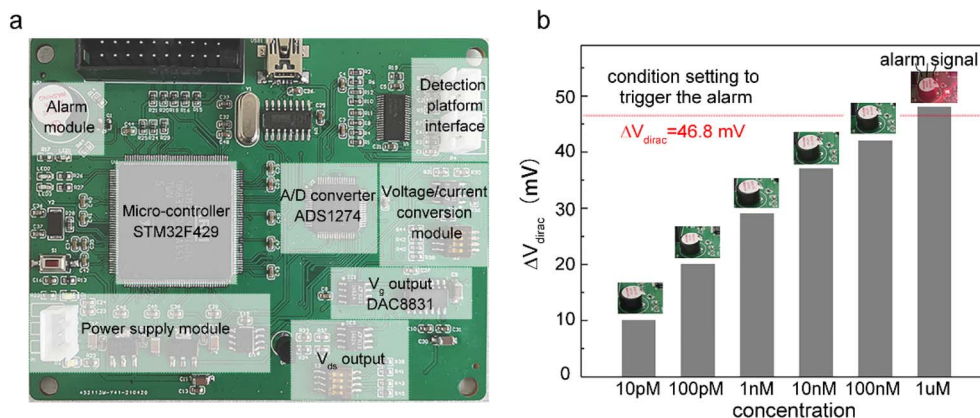 a
Alarm
module
Detection
platform
interface
Micro-controller
STM32F429
A/D converter
ADS1274
Voltage/current
conversion
module
Vg output
DAC8831
Power supply module
Vds output
b
condition setting to
trigger the alarm
alarm signal
ΔVdirac=46.8 mV
ΔVdirac (mV)
50
40
30
20
10
0
10pM
100pM
1nM
10nM
100nM
1uM
concentration